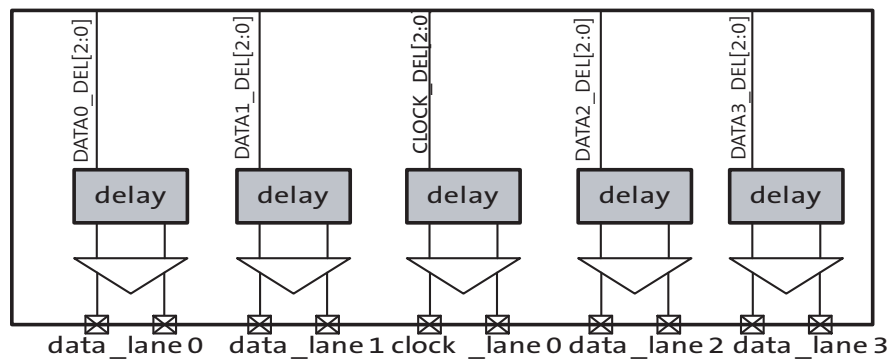 DATA0_DEL[2:0]
DATA1_DEL[2:0]
CLOCK_DEL[2:0]
DATA2_DEL[2:0]
DATA3_DEL[2:0]
delay delay delay delay delay
data_lane0 data_lane1 clock_lane0 data_lane2 data_lane3